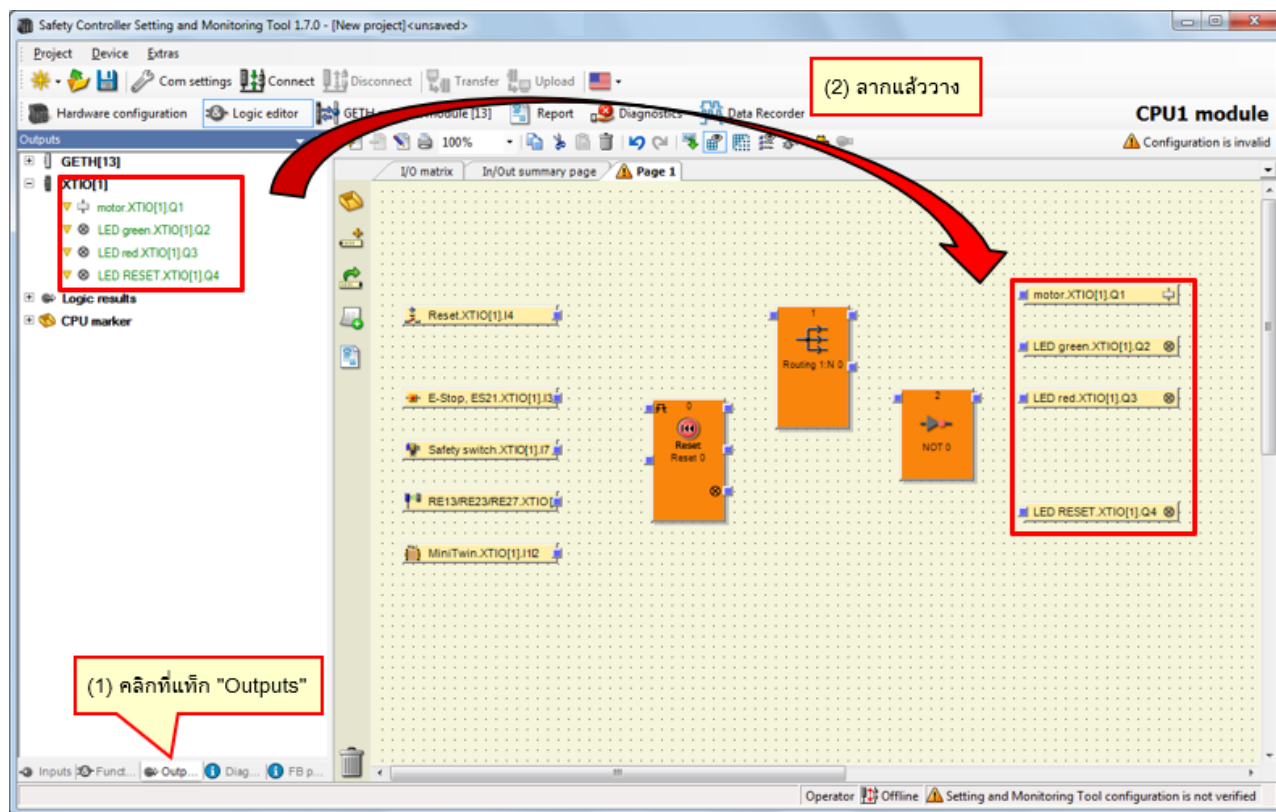 Safety Controller Setting and Monitoring Tool 1.7.0 - [New project]<unsaved>
Project Device Extras
Com settings Connect Disconnect Transfer Upload
(2) ลากแล้ววาง
Hardware configuration Logic editor GETH module [13] Report Diagnostics Data Recorder CPU1 module
Outputs 100% Configuration is invalid
GETH[13]
I/O matrix In/Out summary page Page 1
XTIO[1]
motor.XTIO[1].Q1
LED green.XTIO[1].Q2
LED red.XTIO[1].Q3
LED RESET.XTIO[1].Q4
Logic results
CPU marker
Reset.XTIO[1].I4
E-Stop, ES21.XTIO[1].I3
Safety switch.XTIO[1].I7
RE13/RE23/RE27.XTIO[
MiniTwin.XTIO[1].I1I2
0
Reset
Reset 0
1
Routing 1:N 0
2
NOT 0
motor.XTIO[1].Q1
LED green.XTIO[1].Q2
LED red.XTIO[1].Q3
LED RESET.XTIO[1].Q4
(1) คลิกที่แท็ก "Outputs"
Inputs Funct... Outp... Diag... FB p...
Operator Offline Setting and Monitoring Tool configuration is not verified